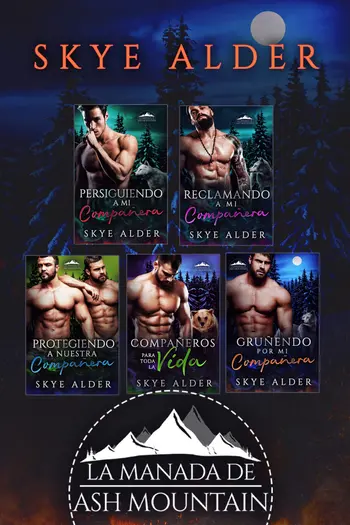 SKYE ALDER
PERSIGUIENDO
A MI
Compañera
SKYE ALDER
RECLAMANDO
A MI
Compañera
SKYE ALDER
PROTEGIENDO
A NUESTRA
Compañera
SKYE ALDER
COMPAÑEROS
PARA
TODA
LA
Vida
SKYE ALDER
GRUÑENDO
POR MI
Compañera
SKYE ALDER
LA MANADA DE
ASH MOUNTAIN